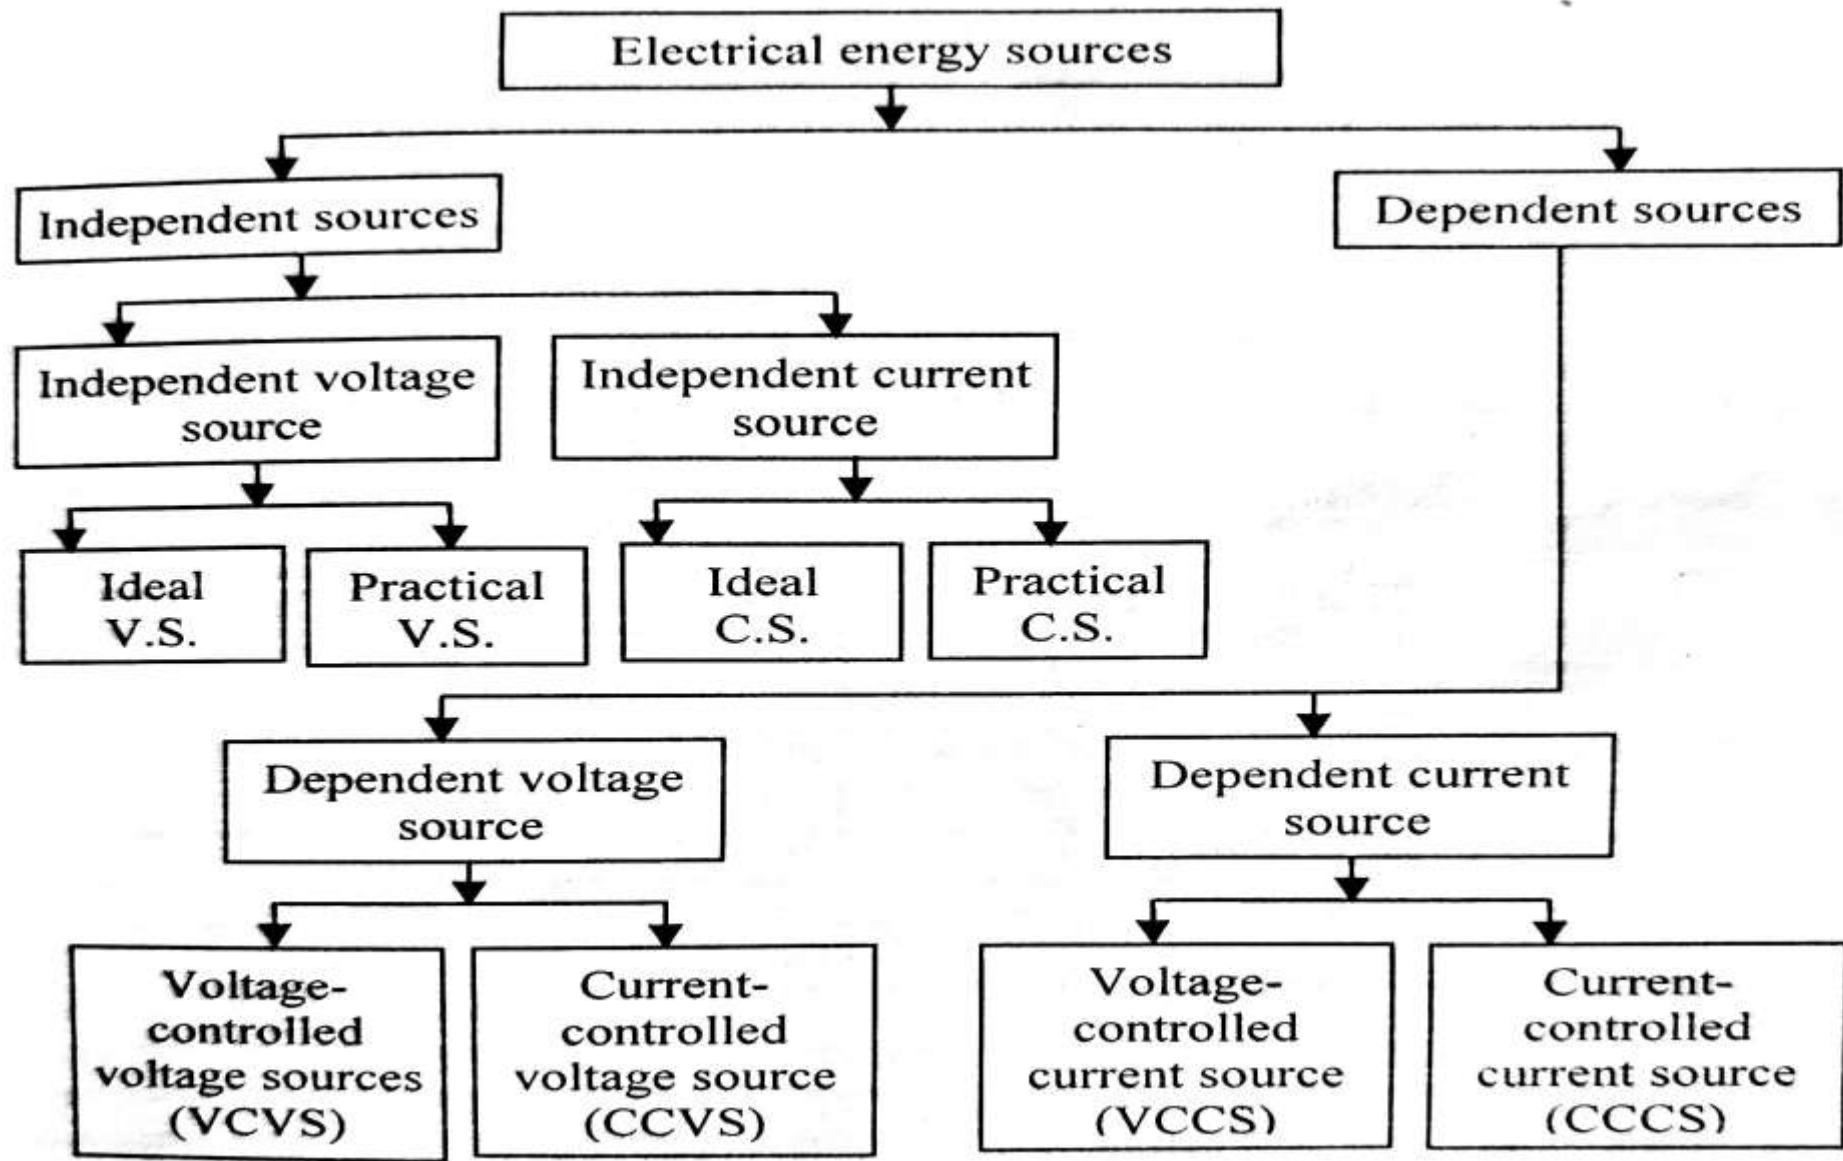 Electrical energy sources
Independent sources
Dependent sources
Independent voltage
source
Independent current
source
Ideal
V.S.
Practical
V.S.
Ideal
C.S.
Practical
C.S.
Dependent voltage
source
Dependent current
source
Voltage-
controlled
voltage sources
(VCVS)
Current-
controlled
voltage source
(CCVS)
Voltage-
controlled
current source
(VCCS)
Current-
controlled
current source
(CCCS)